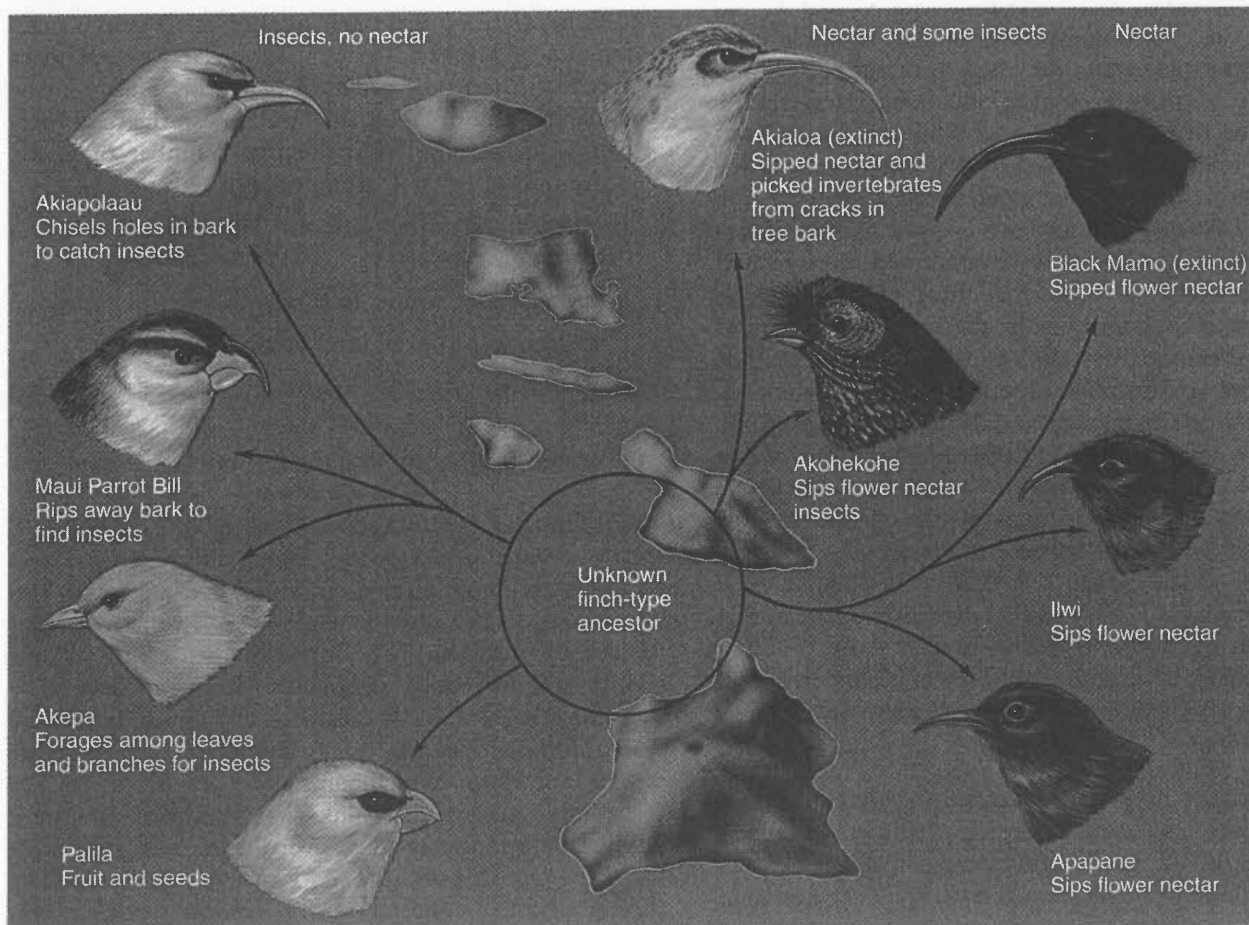 Insects, no nectar
Nectar and some insects
Nectar
Akiapolaau
Chisels holes in bark
to catch insects
Akialoa (extinct)
Sipped nectar and
picked invertebrates
from cracks in
tree bark
Black Mamo (extinct)
Sipped flower nectar
Maui Parrot Bill
Rips away bark to
find insects
Akohekohe
Sips flower nectar
insects
Unknown
finch-type
ancestor
Ilwi
Sips flower nectar
Akepa
Forages among leaves
and branches for insects
Palila
Fruit and seeds
Apapane
Sips flower nectar